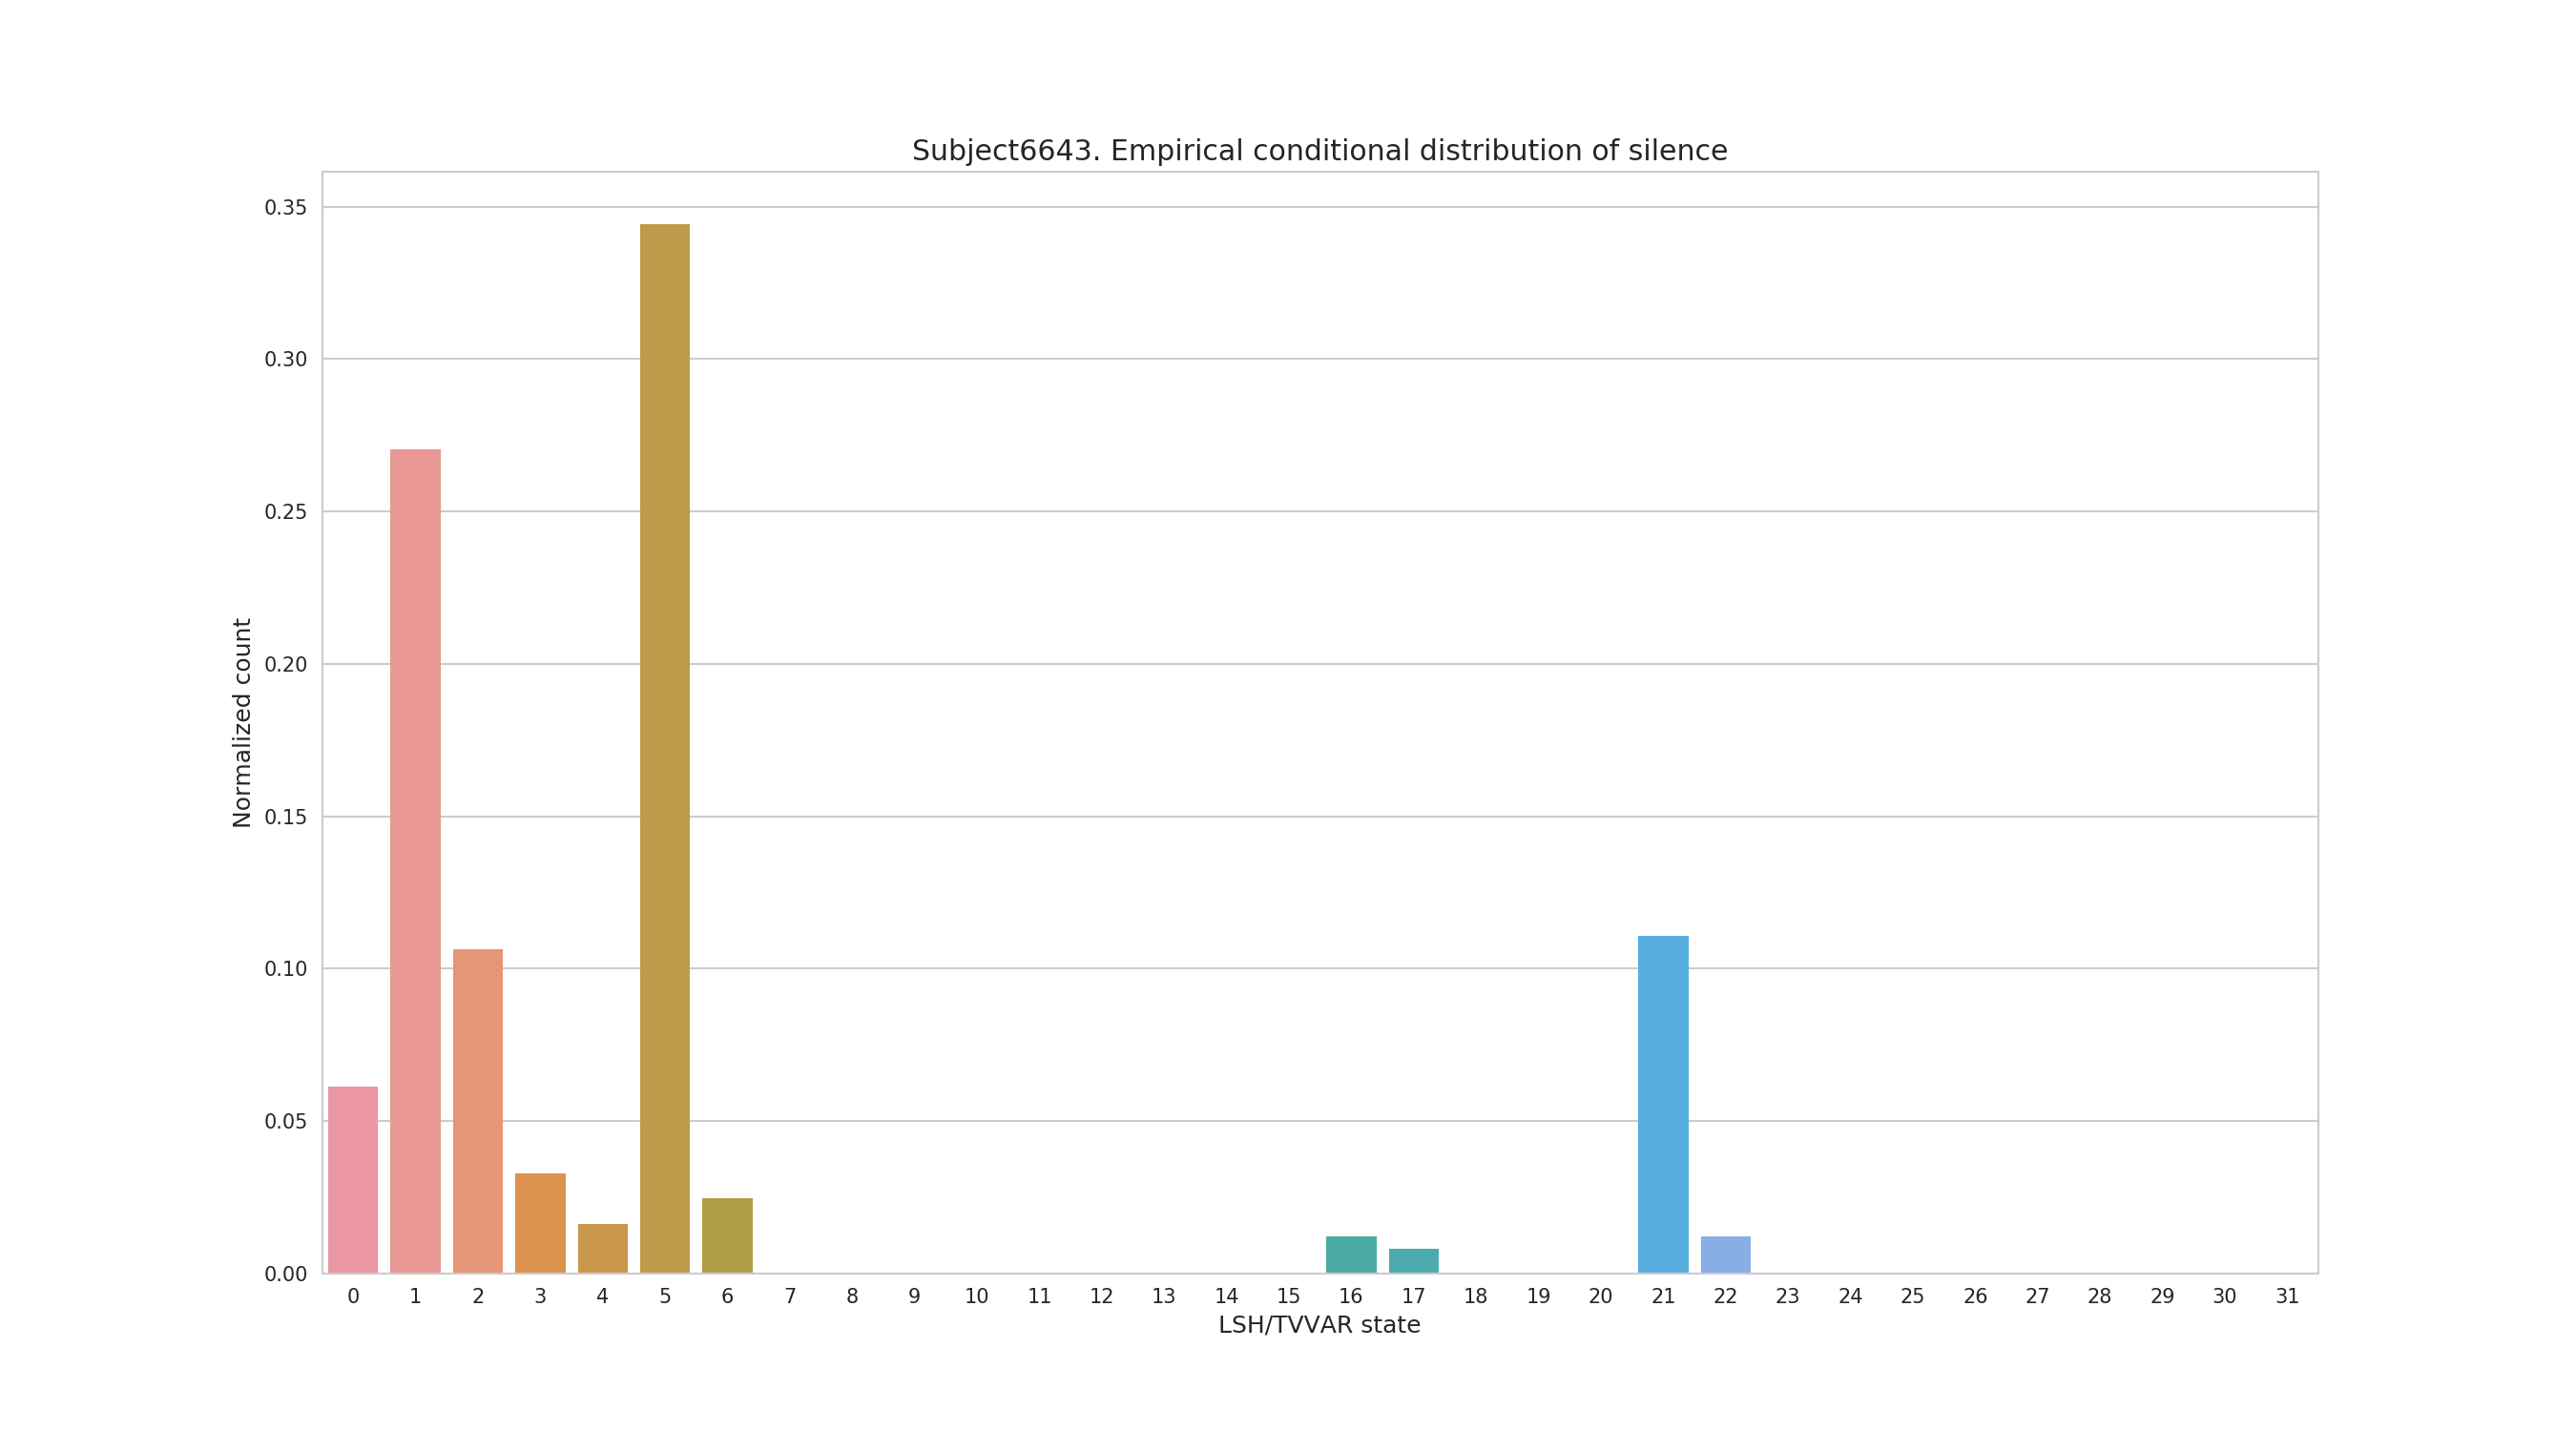 Subject6643. Empirical conditional distribution of silence
0.35
0.30
0.25
0.20
0.15
0.10
0.05
0.00
Normalized count
0 1 2 3 4 5 6 7 8 9 10 11 12 13 14 15 16 17 18 19 20 21 22 23 24 25 26 27 28 29 30 31
LSH/TVVAR state